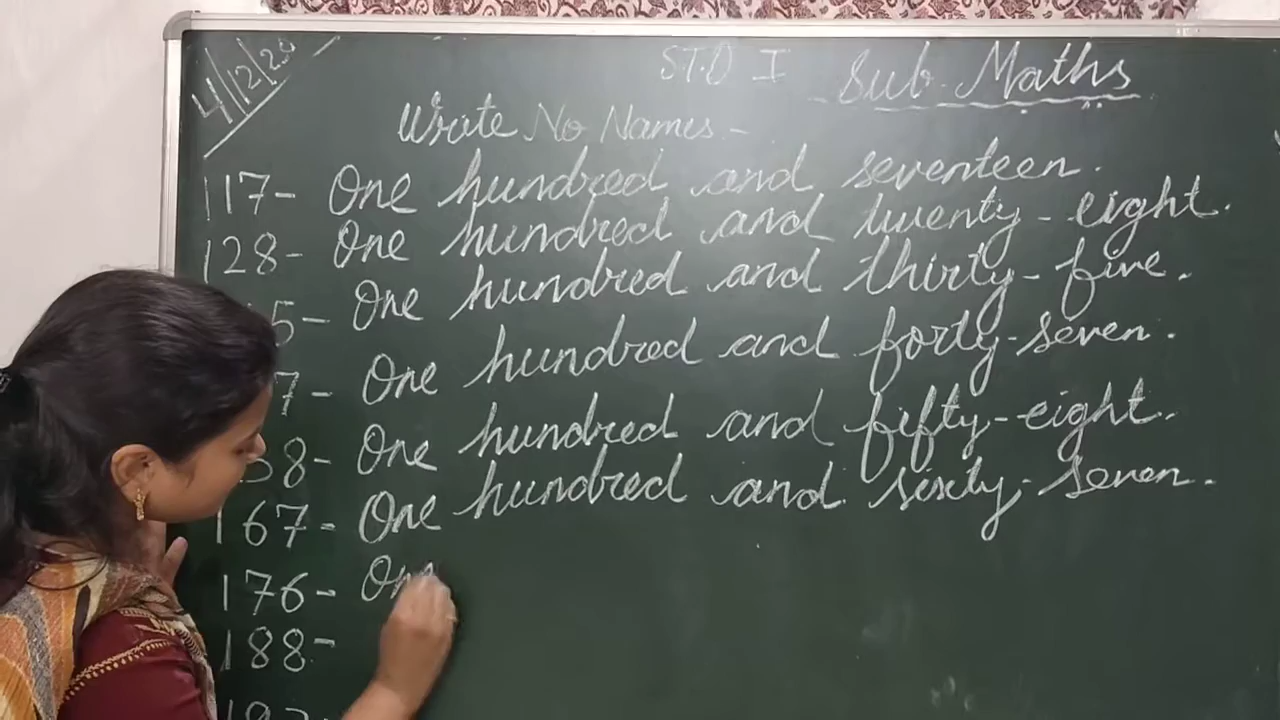 4/12/20
STD I Sub. Maths
Write No Names -
117- One hundred and seventeen.
128- One hundred and twenty-eight.
5- One hundred and thirty-five.
7- One hundred and forty-seven.
58- One hundred and fifty-eight.
167- One hundred and sixty-seven.
176- One
188-